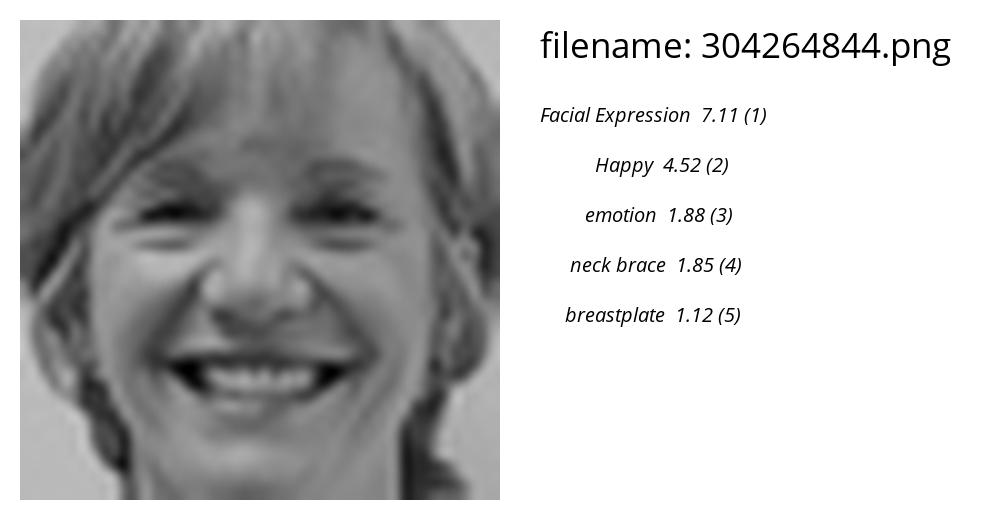 filename: 304264844.png
Facial Expression 7.11 (1)
Happy 4.52 (2)
emotion 1.88 (3)
neck brace 1.85 (4)
breastplate 1.12 (5)